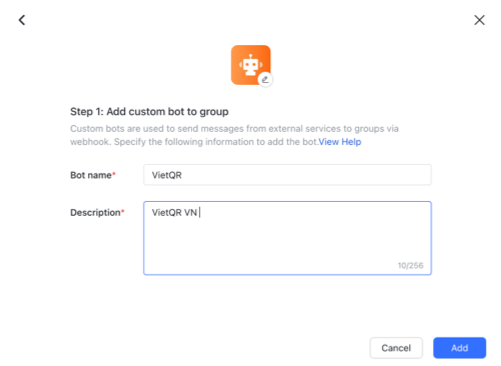 Step 1: Add custom bot to group
Custom bots are used to send messages from external services to groups via
webhook. Specify the following information to add the bot.View Help
Bot name* VietQR
Description* VietQR VN
10/256
Cancel Add